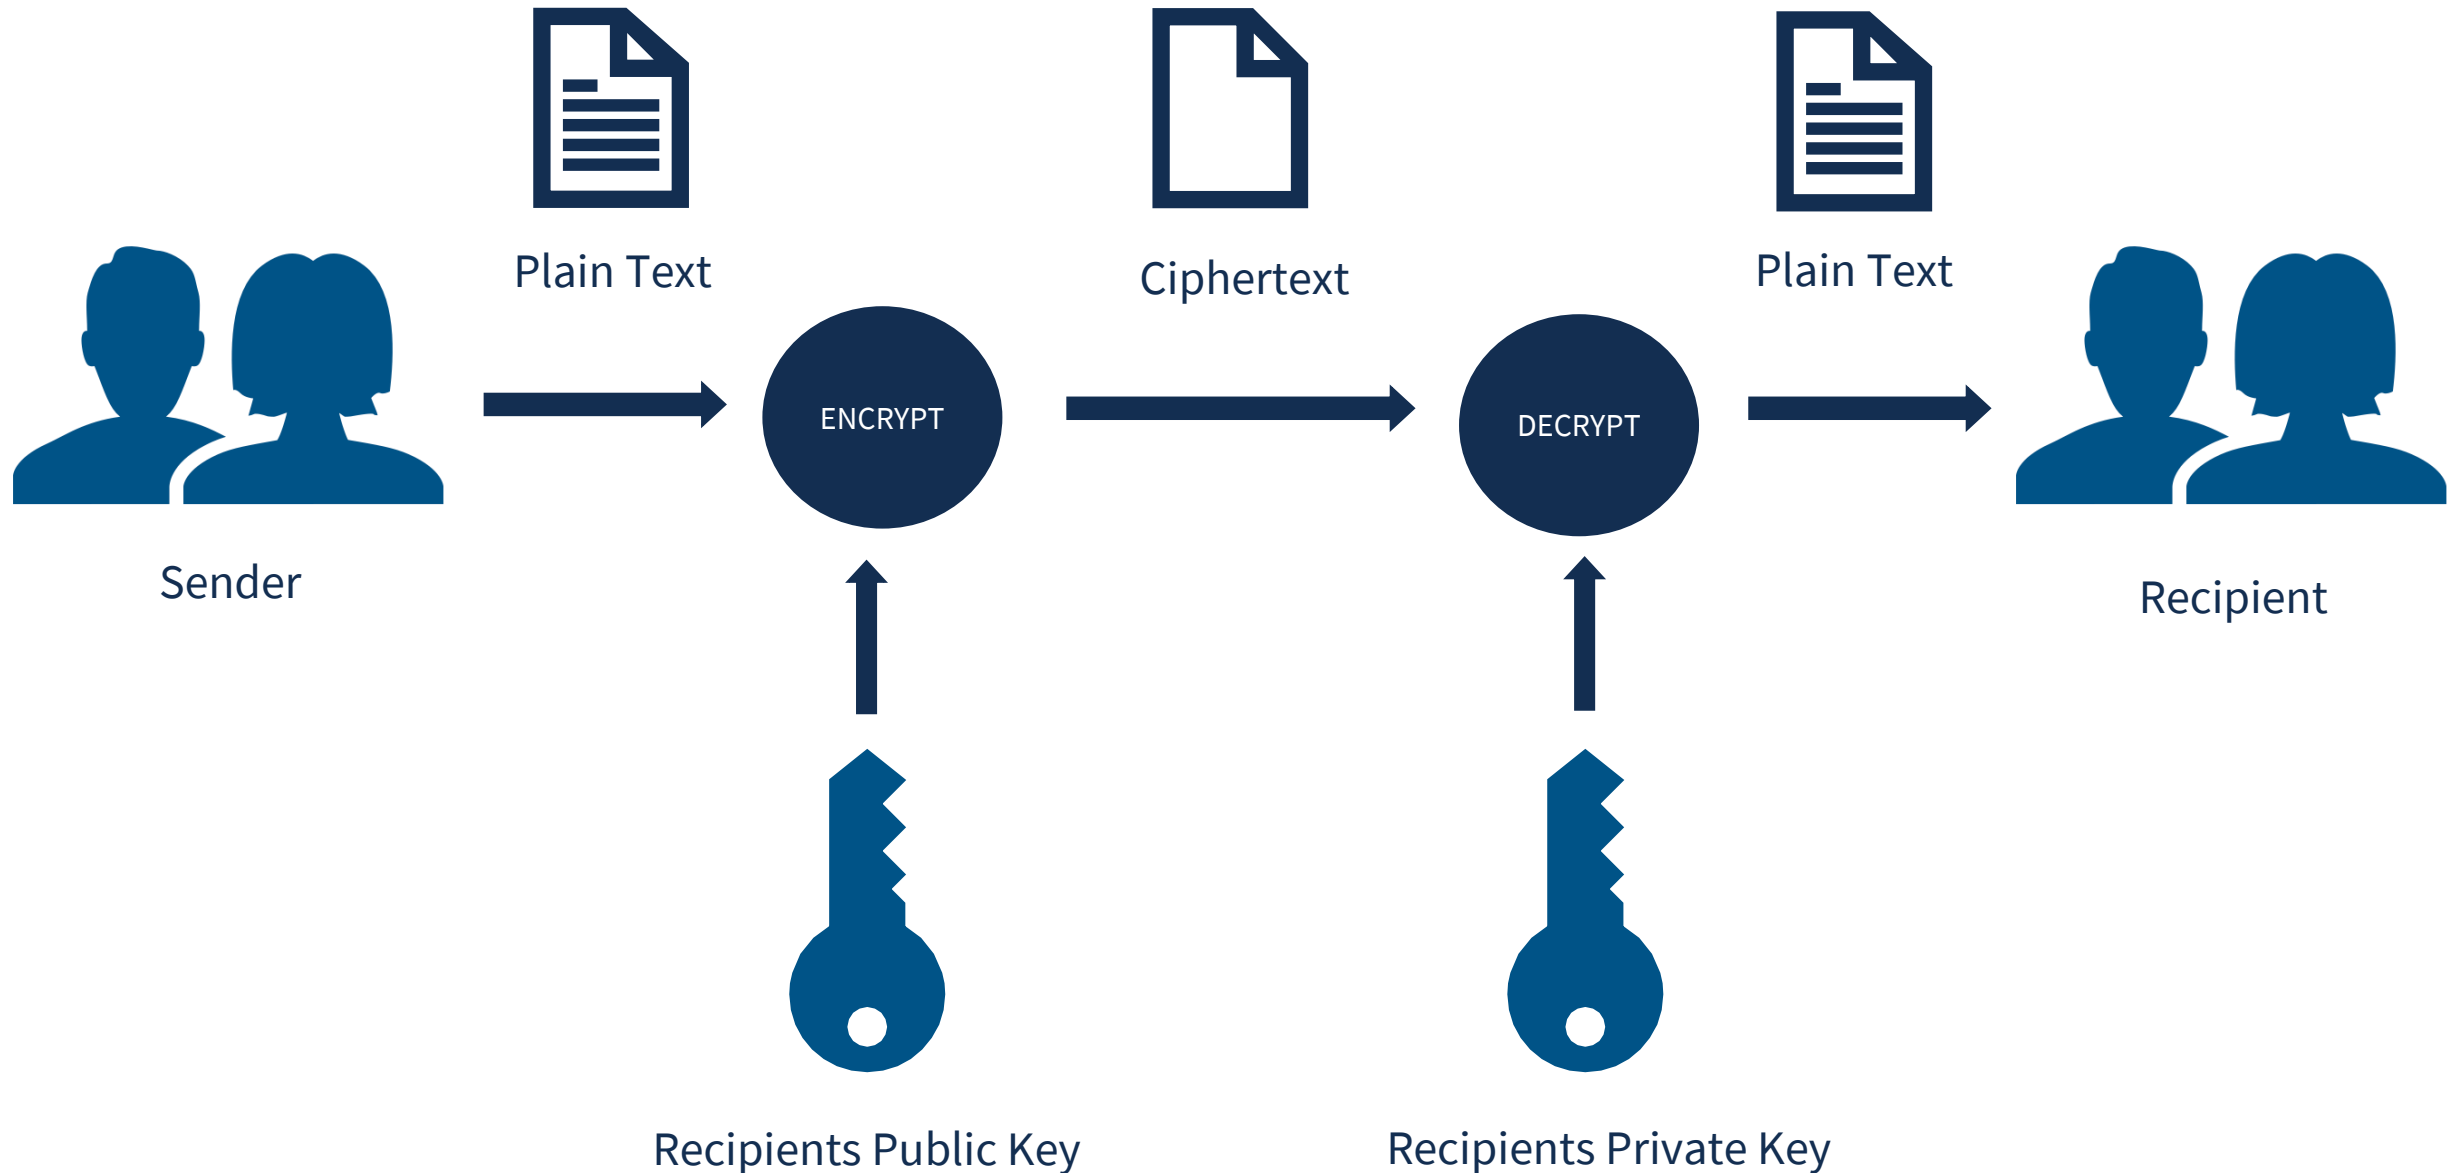 Plain Text
Ciphertext
Plain Text
ENCRYPT
DECRYPT
Sender
Recipient
Recipients Public Key
Recipients Private Key